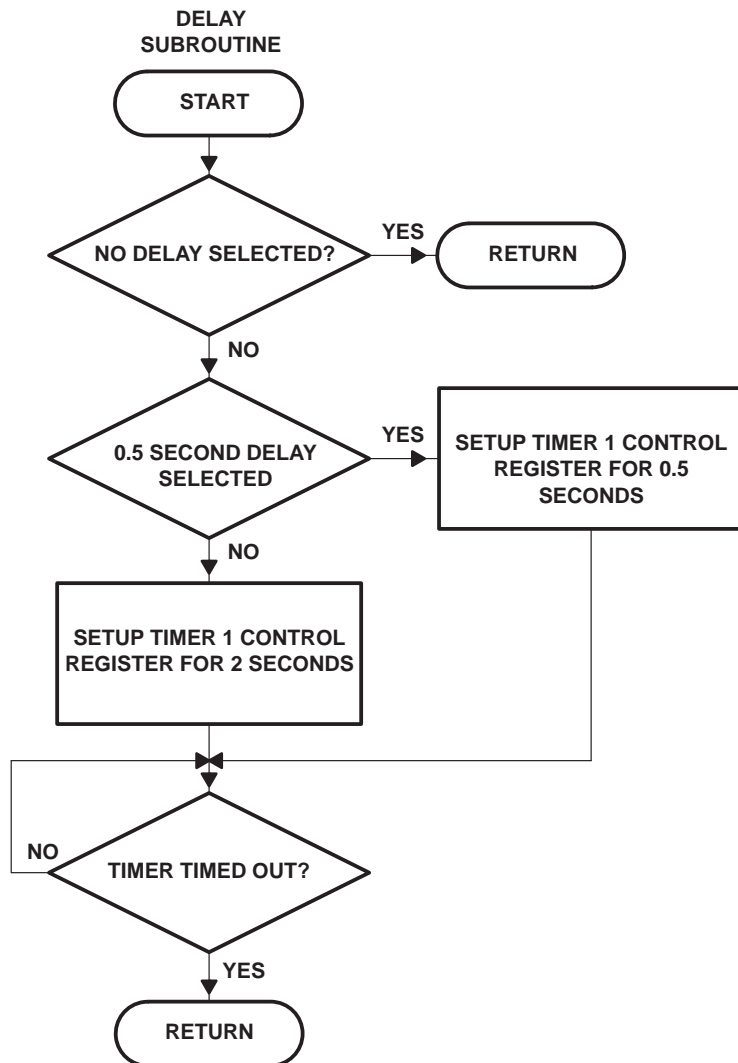 DELAY
SUBROUTINE
START
NO DELAY SELECTED?
YES
RETURN
NO
0.5 SECOND DELAY
SELECTED
YES
SETUP TIMER 1 CONTROL
REGISTER FOR 0.5
SECONDS
NO
SETUP TIMER 1 CONTROL
REGISTER FOR 2 SECONDS
NO
TIMER TIMED OUT?
YES
RETURN